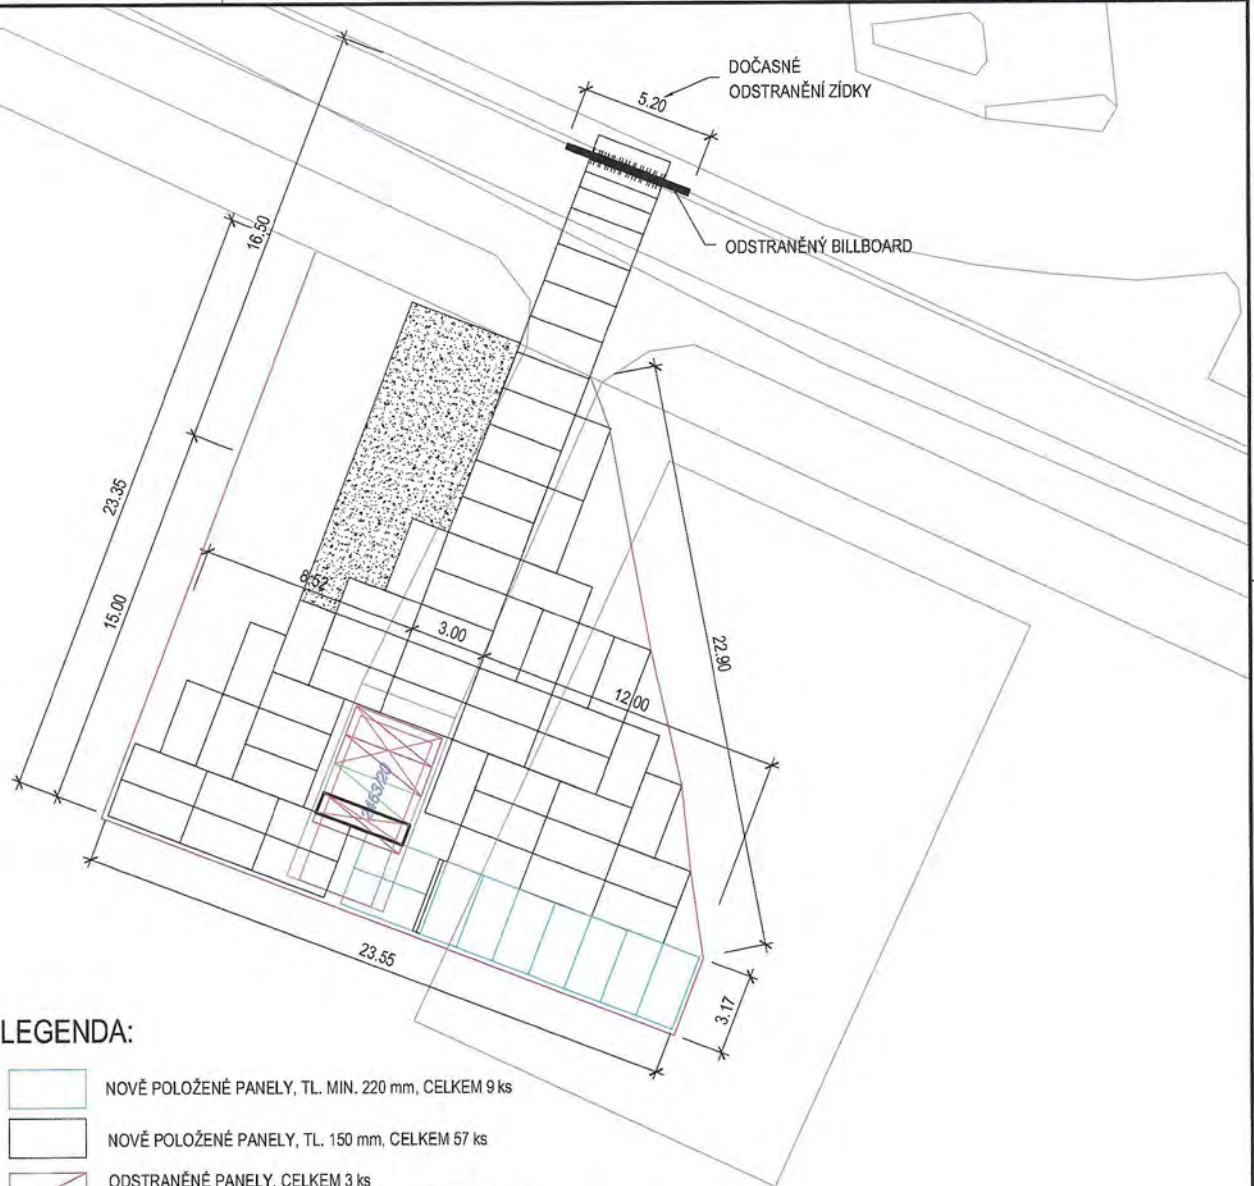 DOČASNÉ
ODSTRANĚNÍ ZÍDKY
5.20
ODSTRANĚNÝ BILLBOARD
16.50
23.35
15.00
8.52
3.00
12.00
22.90
2463/20
23.55
3.17
LEGENDA:
NOVĚ POLOŽENÉ PANELY, TL. MIN. 220 mm, CELKEM 9 ks
NOVĚ POLOŽENÉ PANELY, TL. 150 mm, CELKEM 57 ks
ODSTRANĚNÉ PANELY, CELKEM 3 ks